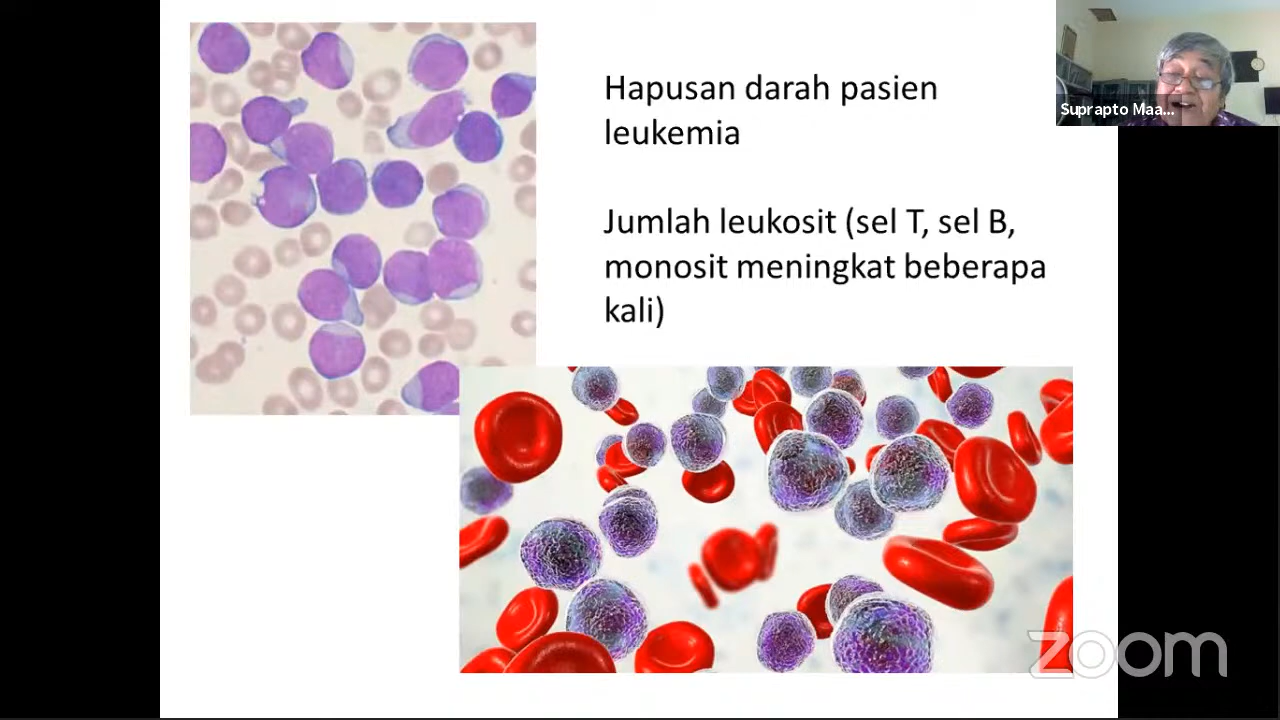 Hapusan darah pasien
leukemia
Jumlah leukosit (sel T, sel B,
monosit meningkat beberapa
kali)
Suprapto Maa...
zoom